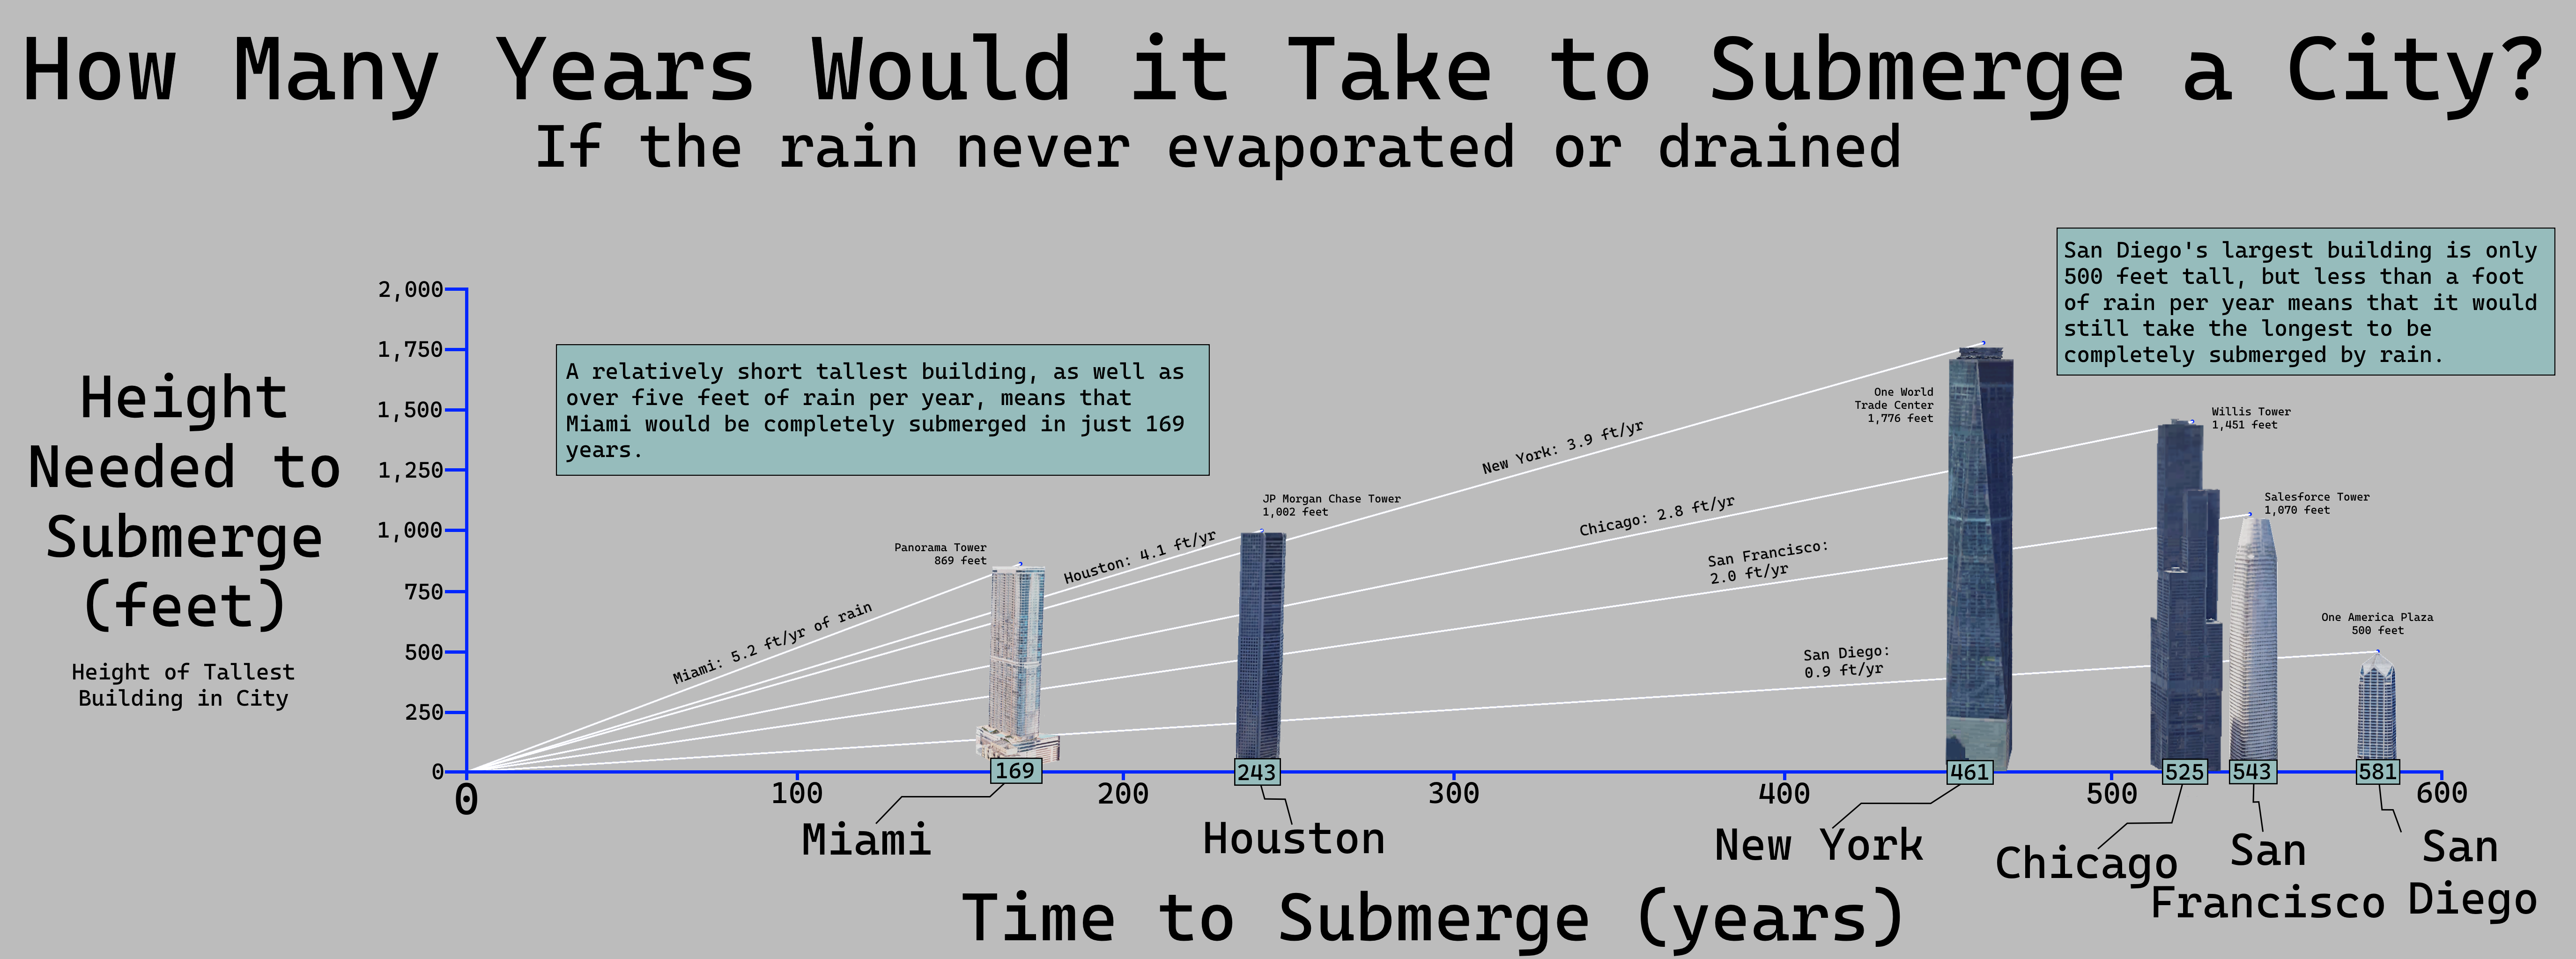 How Many Years Would it Take to Submerge a City?
If the rain never evaporated or drained
San Diego's largest building is only
500 feet tall, but less than a foot
of rain per year means that it would
still take the longest to be
completely submerged by rain.
A relatively short tallest building, as well as
over five feet of rain per year, means that
Miami would be completely submerged in just 169
years.
Height
Needed to
Submerge
(feet)
Height of Tallest
Building in City
2,000
1,750
1,500
1,250
1,000
750
500
250
0
Miami: 5.2 ft/yr of rain
Panorama Tower
869 feet
Houston: 4.1 ft/yr
JP Morgan Chase Tower
1,002 feet
New York: 3.9 ft/yr
One World
Trade Center
1,776 feet
Chicago: 2.8 ft/yr
Willis Tower
1,451 feet
San Francisco:
2.0 ft/yr
Salesforce Tower
1,070 feet
San Diego:
0.9 ft/yr
One America Plaza
500 feet
169
243
461
525
543
581
0
100
200
300
400
500
600
Miami
Houston
New York
Chicago
San
Francisco
San
Diego
Time to Submerge (years)